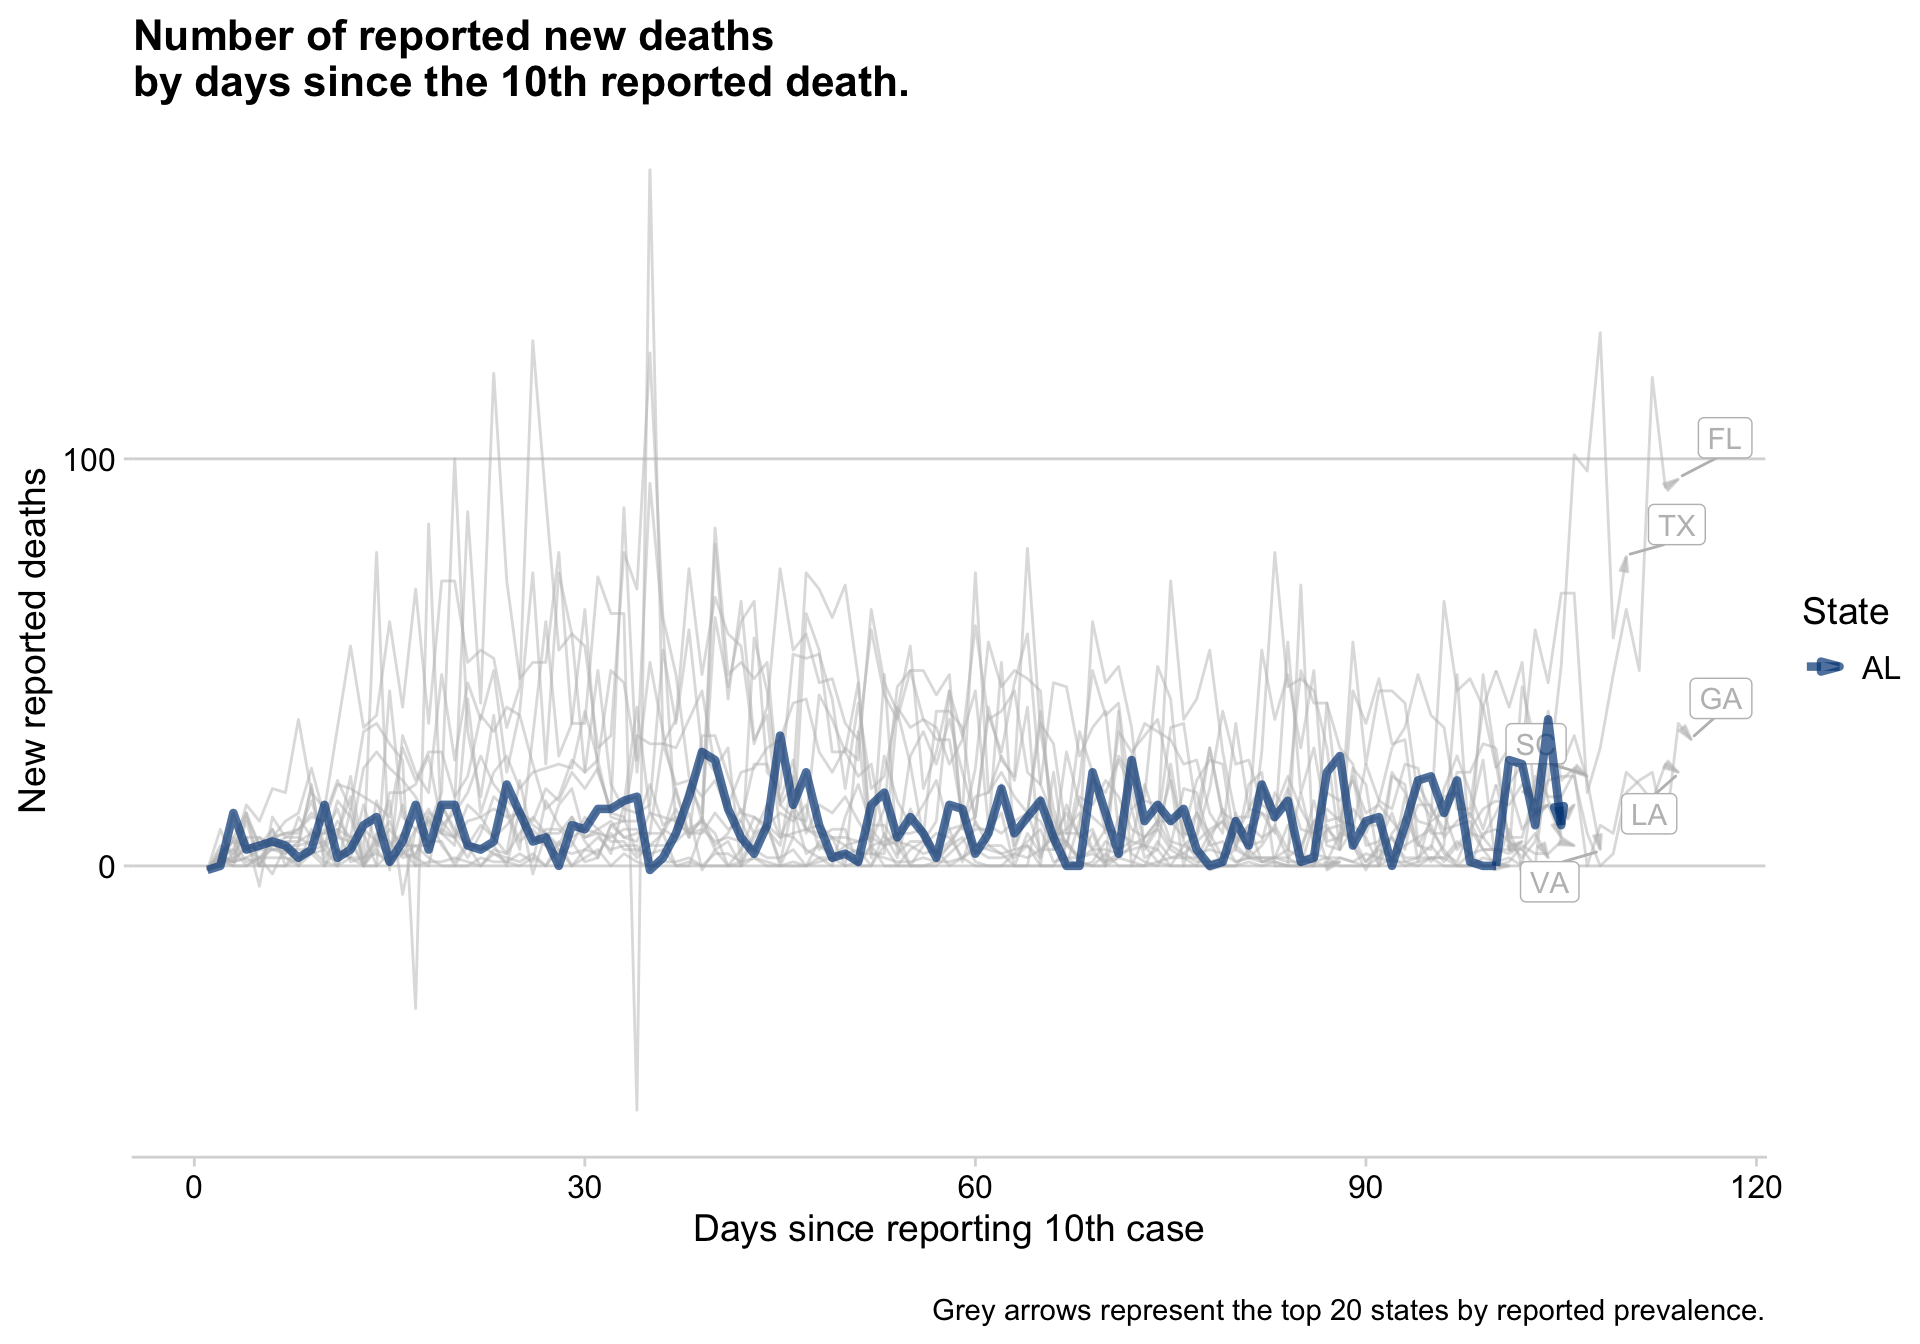 Number of reported new deaths
by days since the 10th reported death.
New reported deaths
100
0
FL
TX
GA
SC
LA
VA
State
AL
0
30
60
90
120
Days since reporting 10th case
Grey arrows represent the top 20 states by reported prevalence.